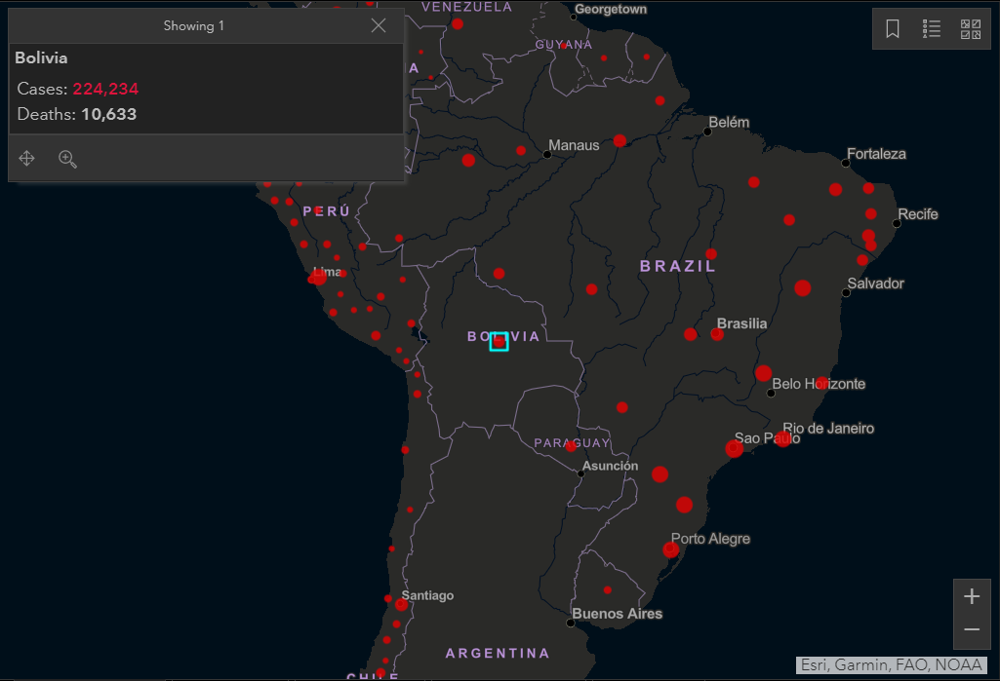 Showing 1
Bolivia
Cases: 224,234
Deaths: 10,633
VENEZUELA
Georgetown
GUYANA
A
Belém
Manaus
Fortaleza
PERÚ
Recife
BRAZIL
Lima
Salvador
Brasilia
BOLIVIA
Belo Horizonte
Rio de Janeiro
Sao Paulo
PARAGUAY
Asunción
Porto Alegre
Santiago
Buenos Aires
ARGENTINA
CHILE
Esri, Garmin, FAO, NOAA